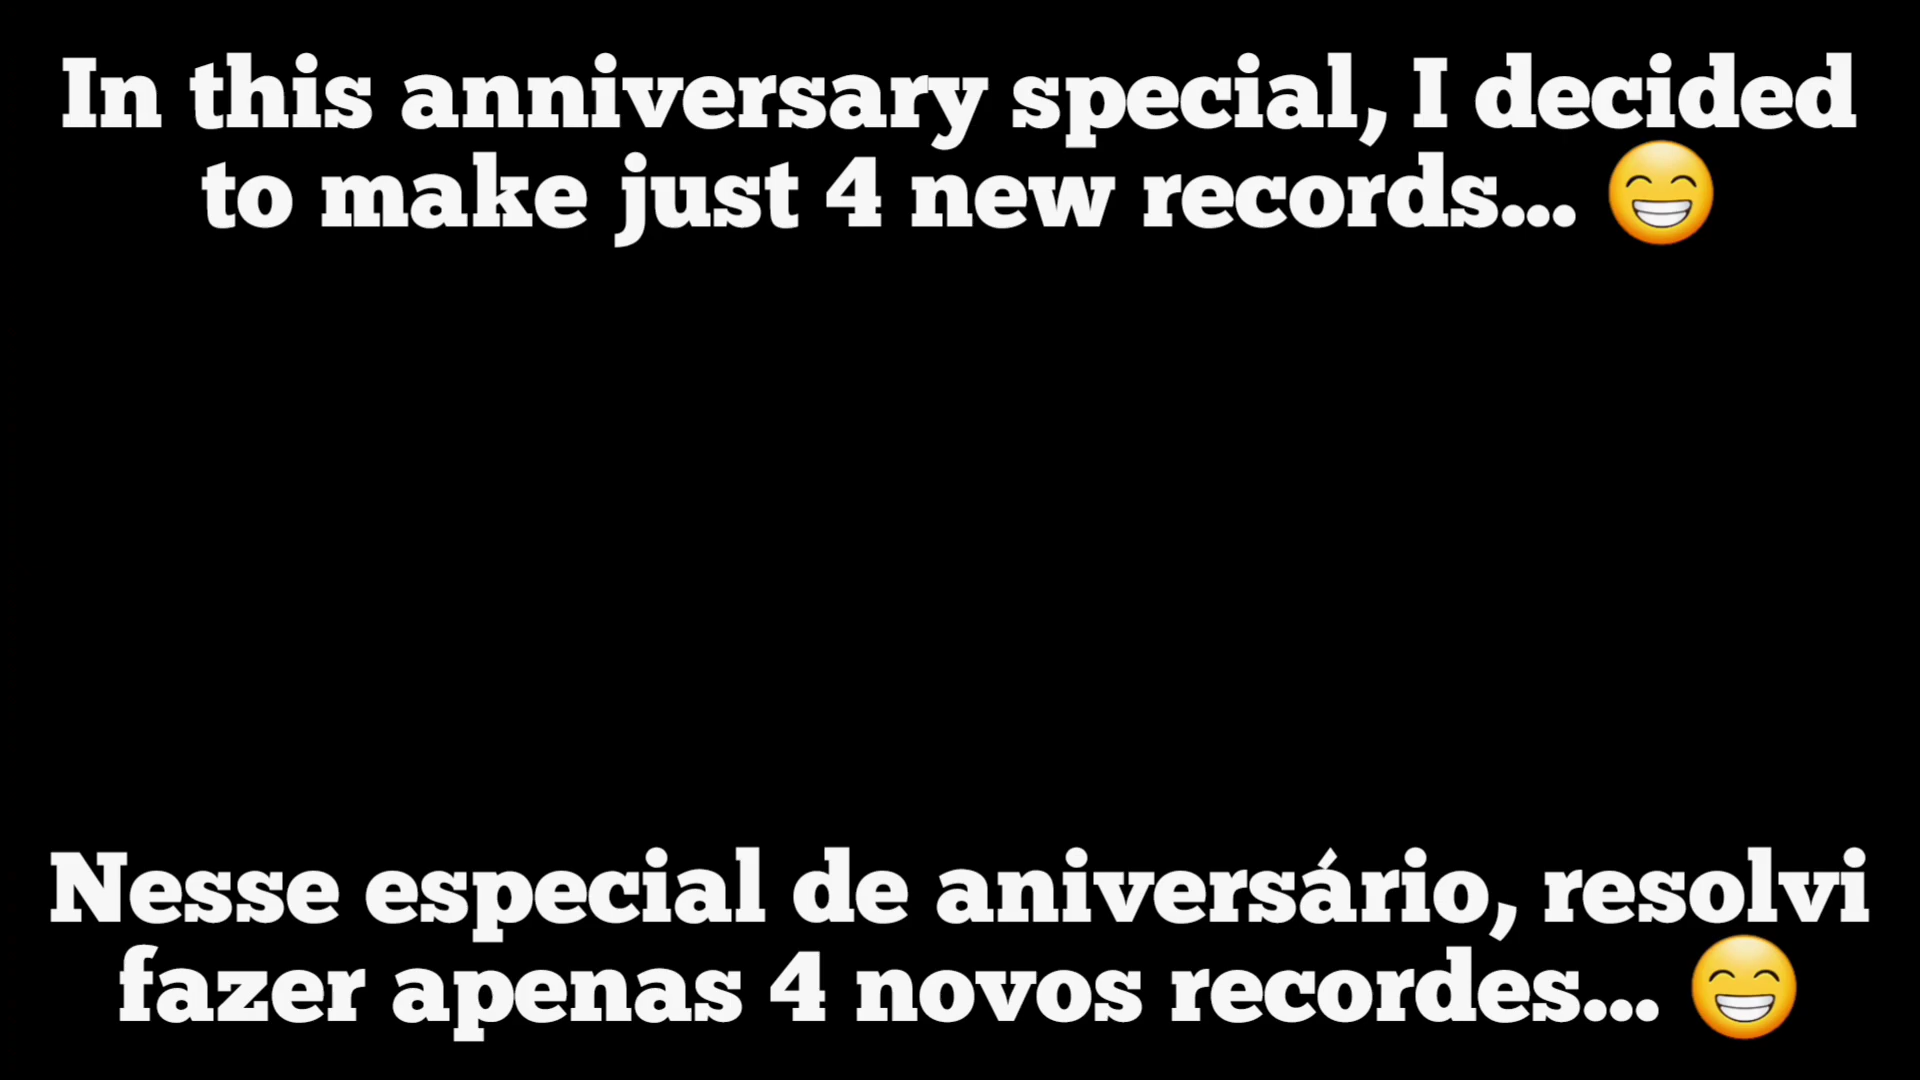 In this anniversary special, I decided
to make just 4 new records... 😁
Nesse especial de aniversário, resolvi
fazer apenas 4 novos recordes... 😁